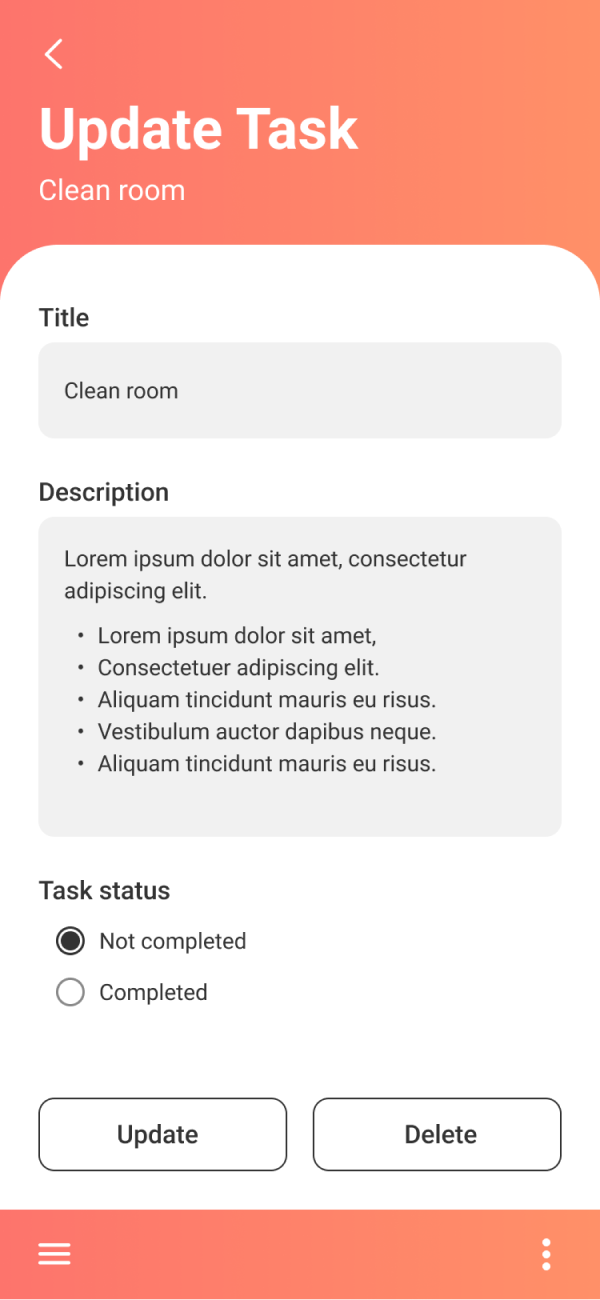 Update Task
Clean room
Title
Clean room
Description
Lorem ipsum dolor sit amet, consectetur
adipiscing elit.
• Lorem ipsum dolor sit amet,
• Consectetuer adipiscing elit.
• Aliquam tincidunt mauris eu risus.
• Vestibulum auctor dapibus neque.
• Aliquam tincidunt mauris eu risus.
Task status
Not completed
Completed
Update
Delete